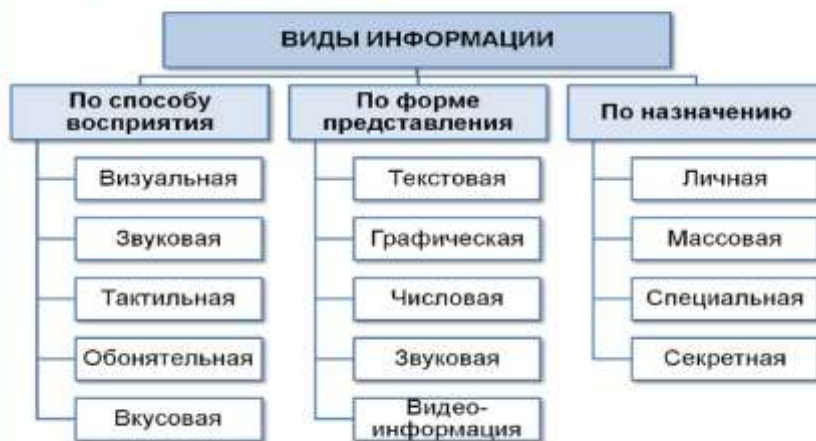 ВИДЫ ИНФОРМАЦИИ
По способу
восприятия
Визуальная
Звуковая
Тактильная
Обонятельная
Вкусовая
По форме
представления
Текстовая
Графическая
Числовая
Звуковая
Видео-
информация
По назначению
Личная
Массовая
Специальная
Секретная